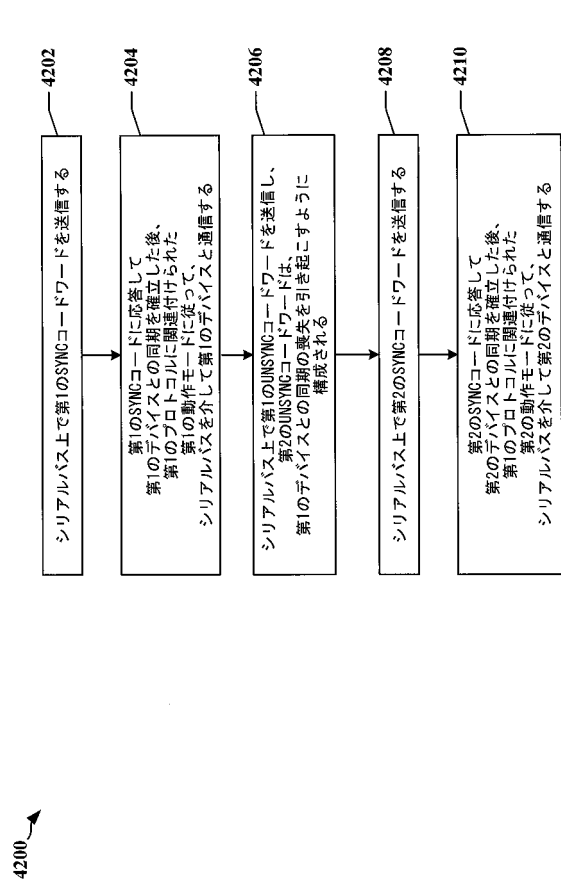 4200
4202
シリアルバス上で第1のSYNCコードワードを送信する
4204
第1のSYNCコードに応答して
第1のデバイスとの同期を確立した後、
第1のプロトコルに関連付けられた
第1の動作モードに従って、
シリアルバスを介して第1のデバイスと通信する
4206
シリアルバス上で第1のUNSYNCコードワードを送信し、
第2のUNSYNCコードワードは、
第1のデバイスとの同期の喪失を引き起こすように
構成される
4208
シリアルバス上で第2のSYNCコードワードを送信する
4210
第2のSYNCコードに応答して
第2のデバイスとの同期を確立した後、
第1のプロトコルに関連付けられた
第2の動作モードに従って、
シリアルバスを介して第2のデバイスと通信する